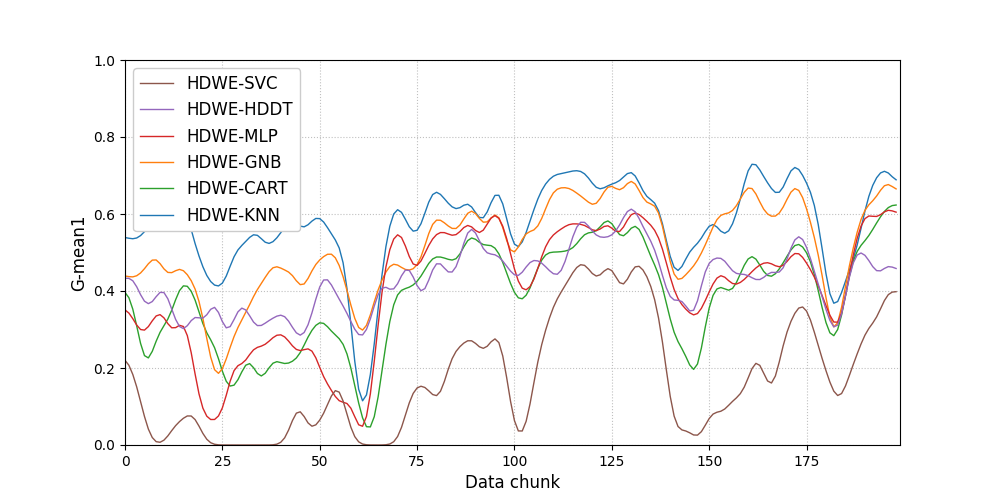 1.0
0.8
0.6
0.4
0.2
0.0
G-mean1
HDWE-SVC
HDWE-HDDT
HDWE-MLP
HDWE-GNB
HDWE-CART
HDWE-KNN
0 25 50 75 100 125 150 175
Data chunk